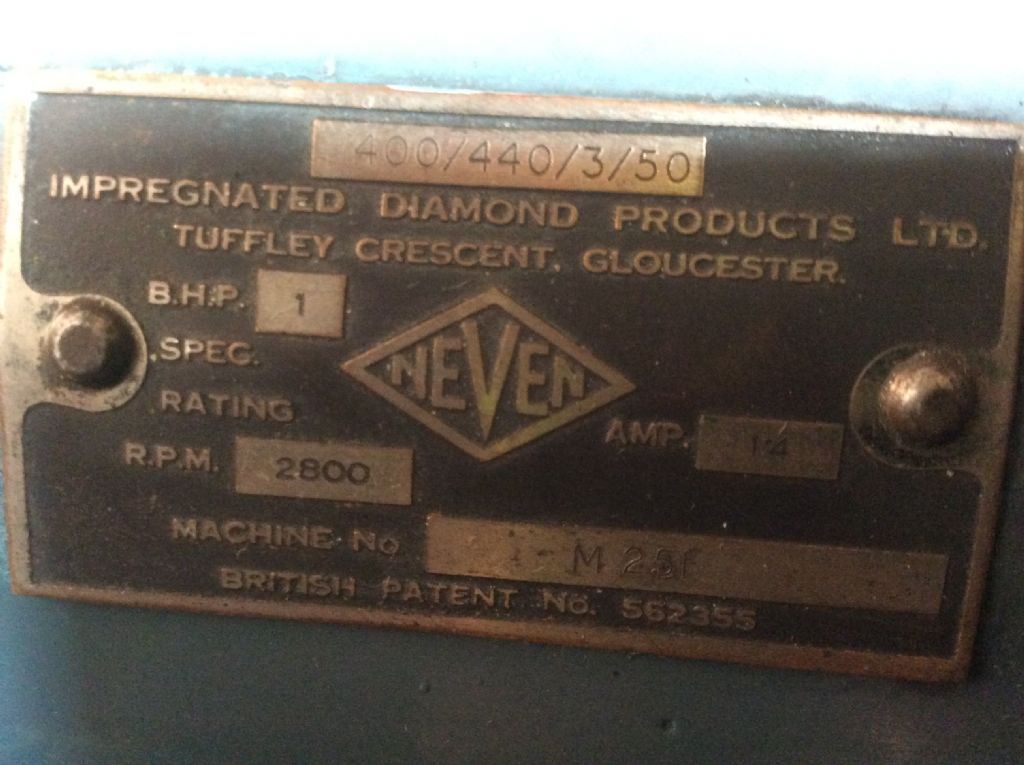 400/440/3/50
IMPREGNATED DIAMOND PRODUCTS LTD.
TUFFLEY CRESCENT, GLOUCESTER.
B.H.P. 1
NEVEN
SPEC.
RATING
AMP.
R.P.M. 2800
MACHINE No
BRITISH PATENT No. 562355